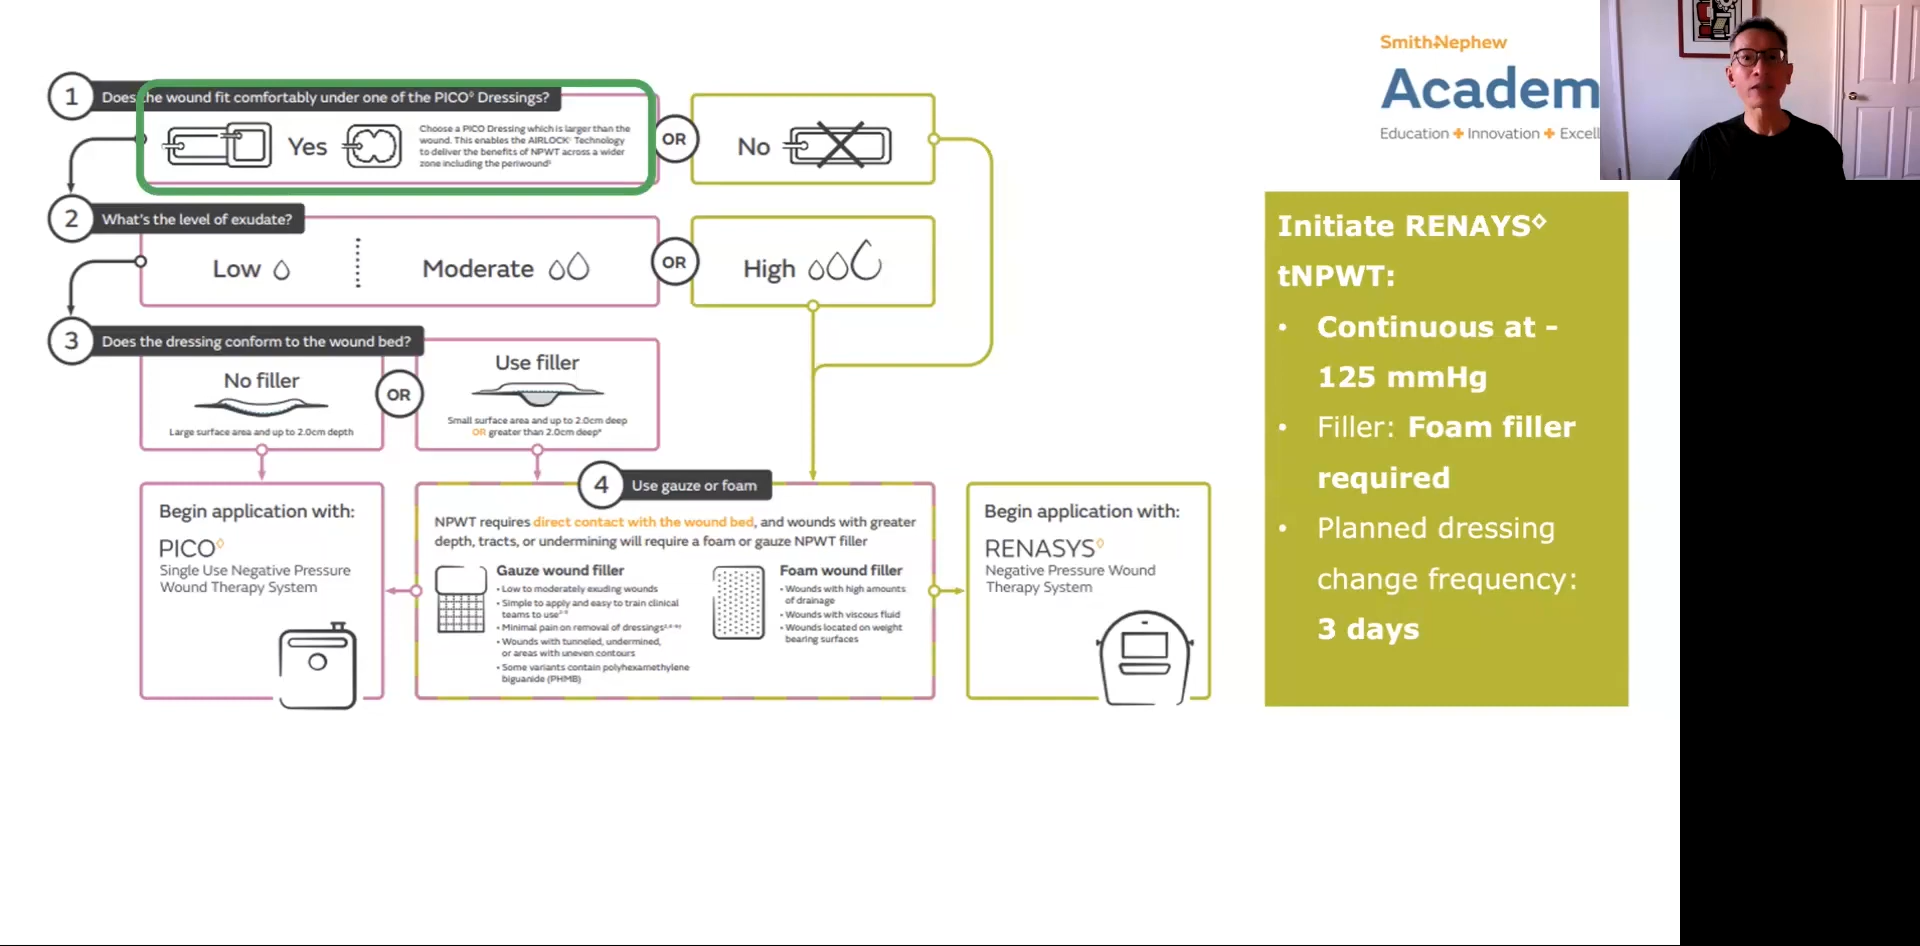 Smith+Nephew
Academ
Education + Innovation + Excell
1
Does the wound fit comfortably under one of the PICO◊ Dressings?
Yes
Choose a PICO Dressing which is larger than the
wound. This enables the AIRLOCK◊ Technology
to deliver the benefits of NPWT across a wider
zone including the periwound
OR
No
2
What's the level of exudate?
Low
Moderate
OR
High
3
Does the dressing conform to the wound bed?
No filler
Large surface area and up to 2.0cm depth
OR
Use filler
Small surface area and up to 2.0cm deep
OR greater than 2.0cm deep*
4
Use gauze or foam
Begin application with:
PICO◊
Single Use Negative Pressure
Wound Therapy System
NPWT requires direct contact with the wound bed, and wounds with greater
depth, tracts, or undermining will require a foam or gauze NPWT filler
Gauze wound filler
• Low to moderately exuding wounds
• Simple to apply and easy to train clinical
teams to use
• Minimal pain on removal of dressings
• Wounds with tunneled, undermined,
or areas with uneven contours
• Some variants contain polyhexamethylene
biguanide (PHMB)
Foam wound filler
• Wounds with high amounts
of drainage
• Wounds with viscous fluid
• Wounds located on weight
bearing surfaces
Begin application with:
RENASYS◊
Negative Pressure Wound
Therapy System
Initiate RENAYS◊
tNPWT:
• Continuous at -
125 mmHg
• Filler: Foam filler
required
• Planned dressing
change frequency:
3 days